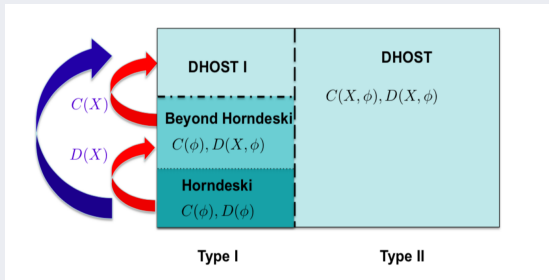 DHOST I
DHOST
C(X, ϕ), D(X, ϕ)
C(X)
Beyond Horndeski
C(ϕ), D(X, ϕ)
D(X)
Horndeski
C(ϕ), D(ϕ)
Type I
Type II